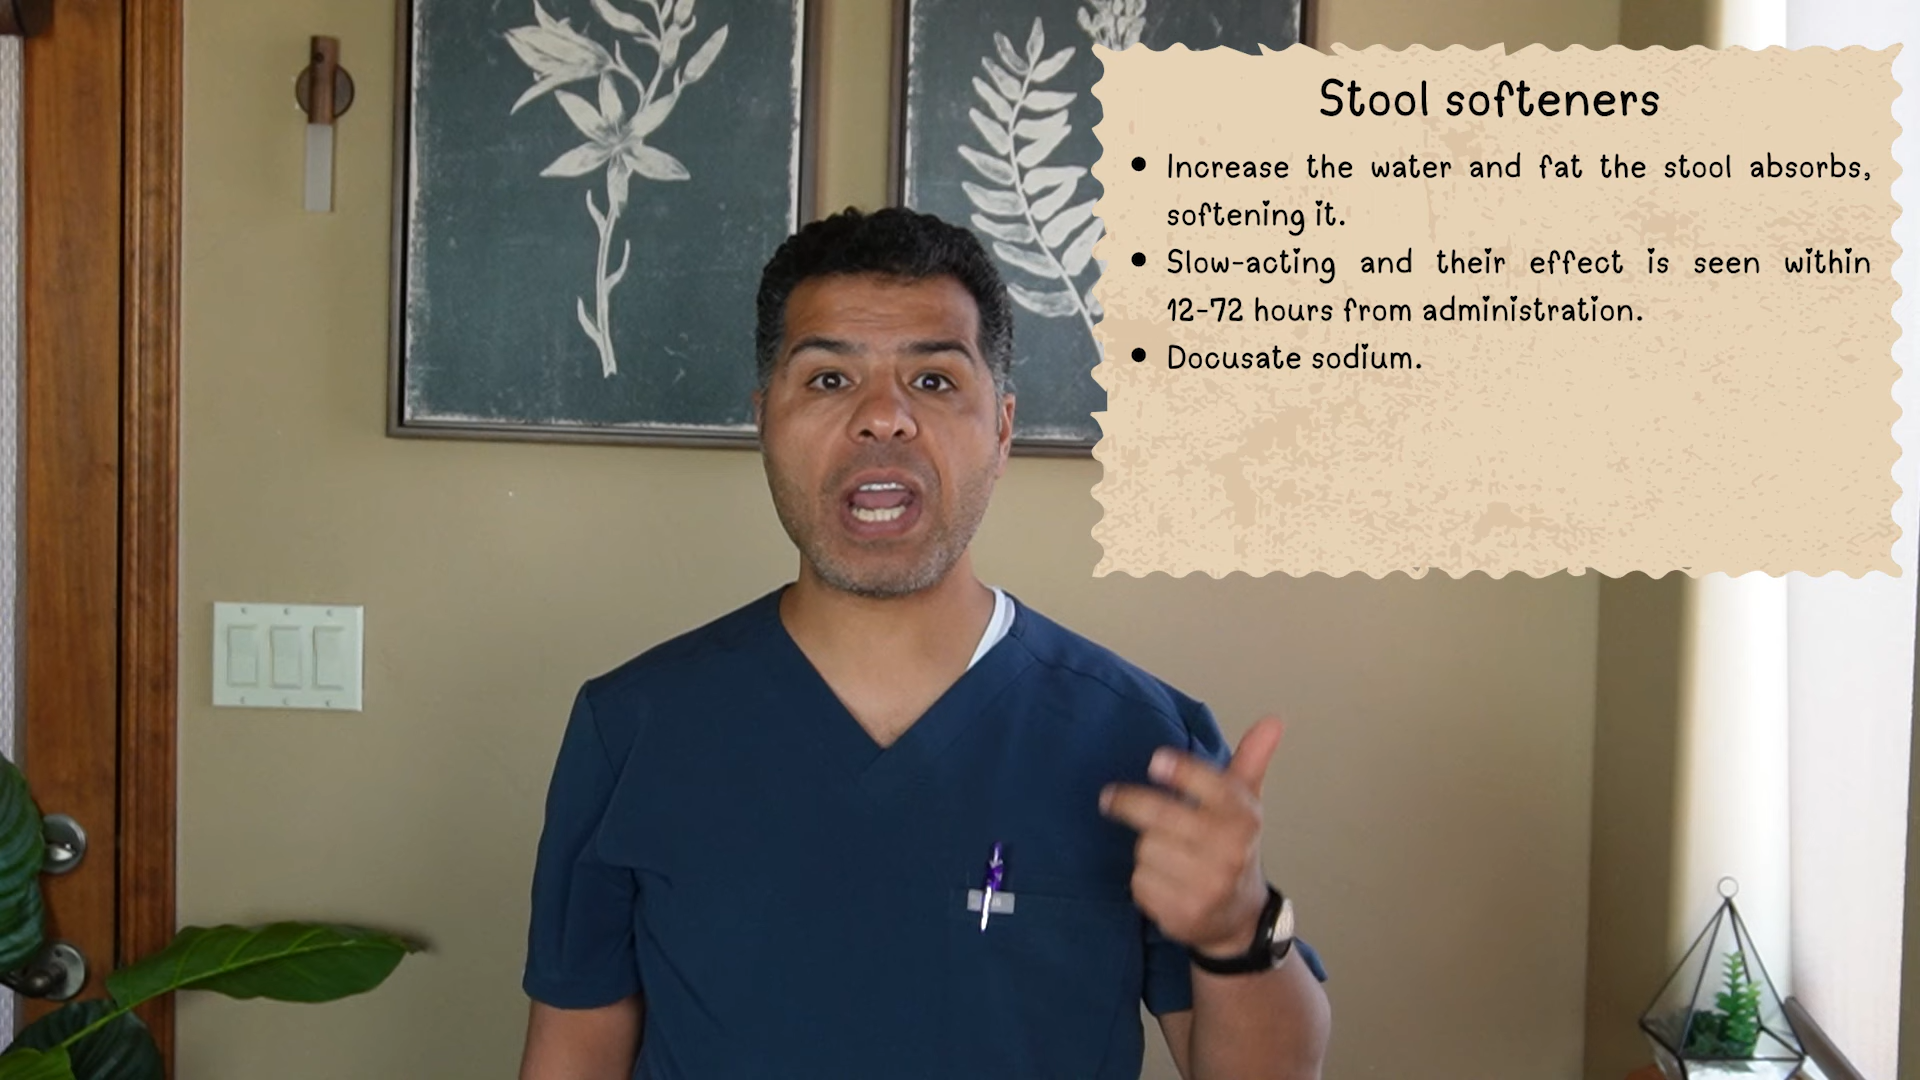 Stool softeners
• Increase the water and fat the stool absorbs,
softening it.
• Slow-acting and their effect is seen within
12-72 hours from administration.
• Docusate sodium.